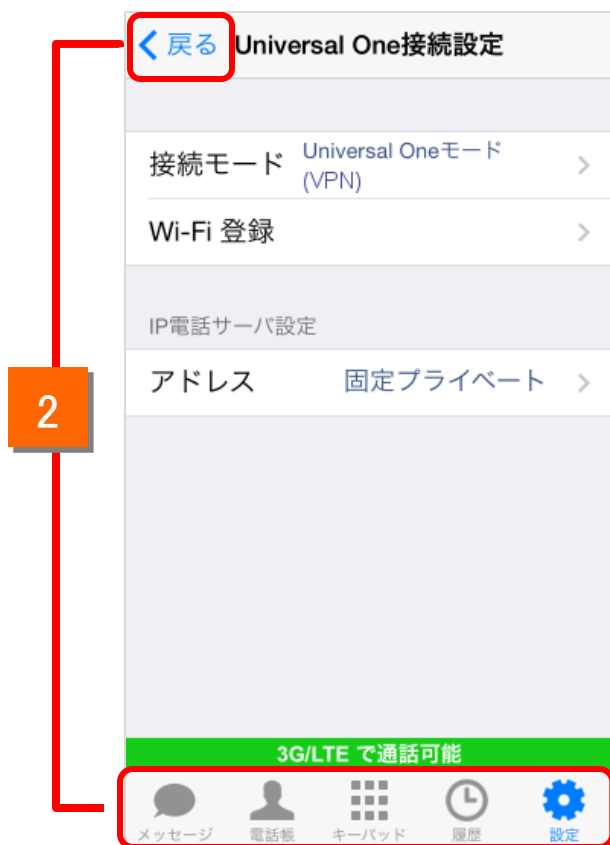 戻る Universal One接続設定
接続モード Universal Oneモード
(VPN)
Wi-Fi 登録
IP電話サーバ設定
アドレス 固定プライベート
2
3G/LTE で通話可能
メッセージ 電話帳 キーパッド 履歴 設定